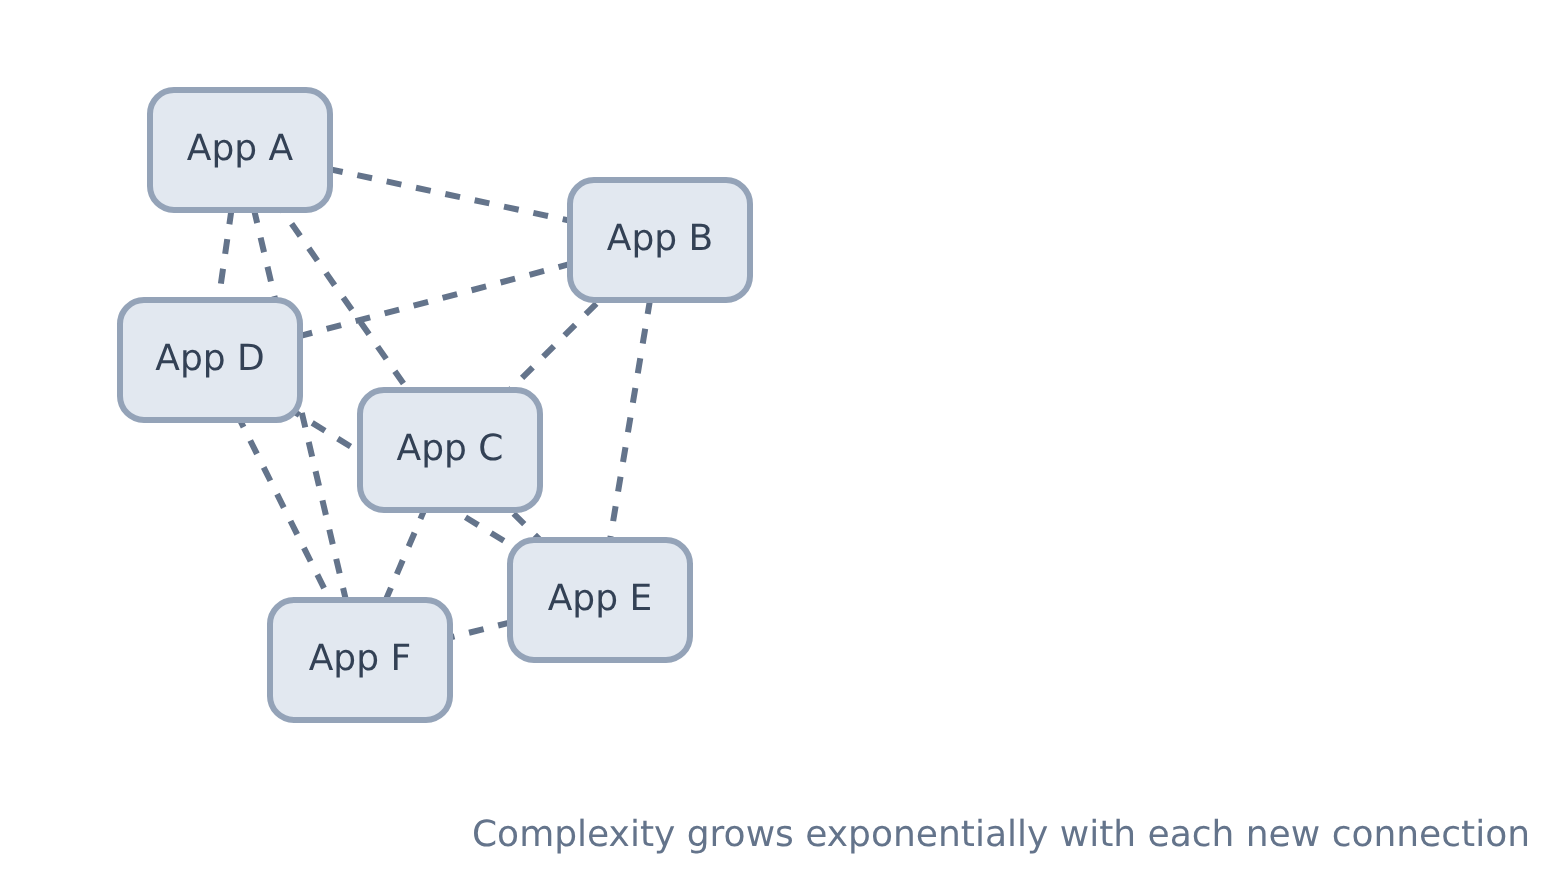 App A
App B
App D
App C
App E
App F
Complexity grows exponentially with each new connection